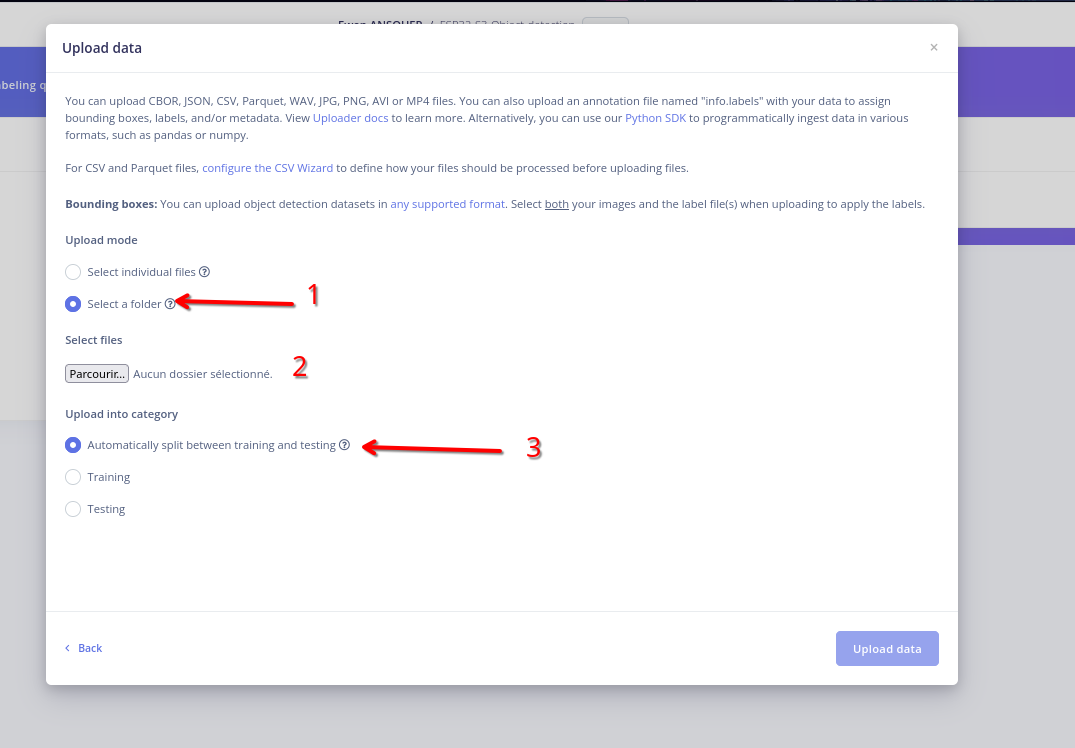 Ewan ANSQUER / ESP32-S3-Object-detection
Upload data
×
beling q
You can upload CBOR, JSON, CSV, Parquet, WAV, JPG, PNG, AVI or MP4 files. You can also upload an annotation file named "info.labels" with your data to assign
bounding boxes, labels, and/or metadata. View Uploader docs to learn more. Alternatively, you can use our Python SDK to programmatically ingest data in various
formats, such as pandas or numpy.
For CSV and Parquet files, configure the CSV Wizard to define how your files should be processed before uploading files.
Bounding boxes: You can upload object detection datasets in any supported format. Select both your images and the label file(s) when uploading to apply the labels.
Upload mode
Select individual files ?
Select a folder ? 1
Select files
Parcourir... Aucun dossier sélectionné. 2
Upload into category
Automatically split between training and testing ? 3
Training
Testing
Back
Upload data